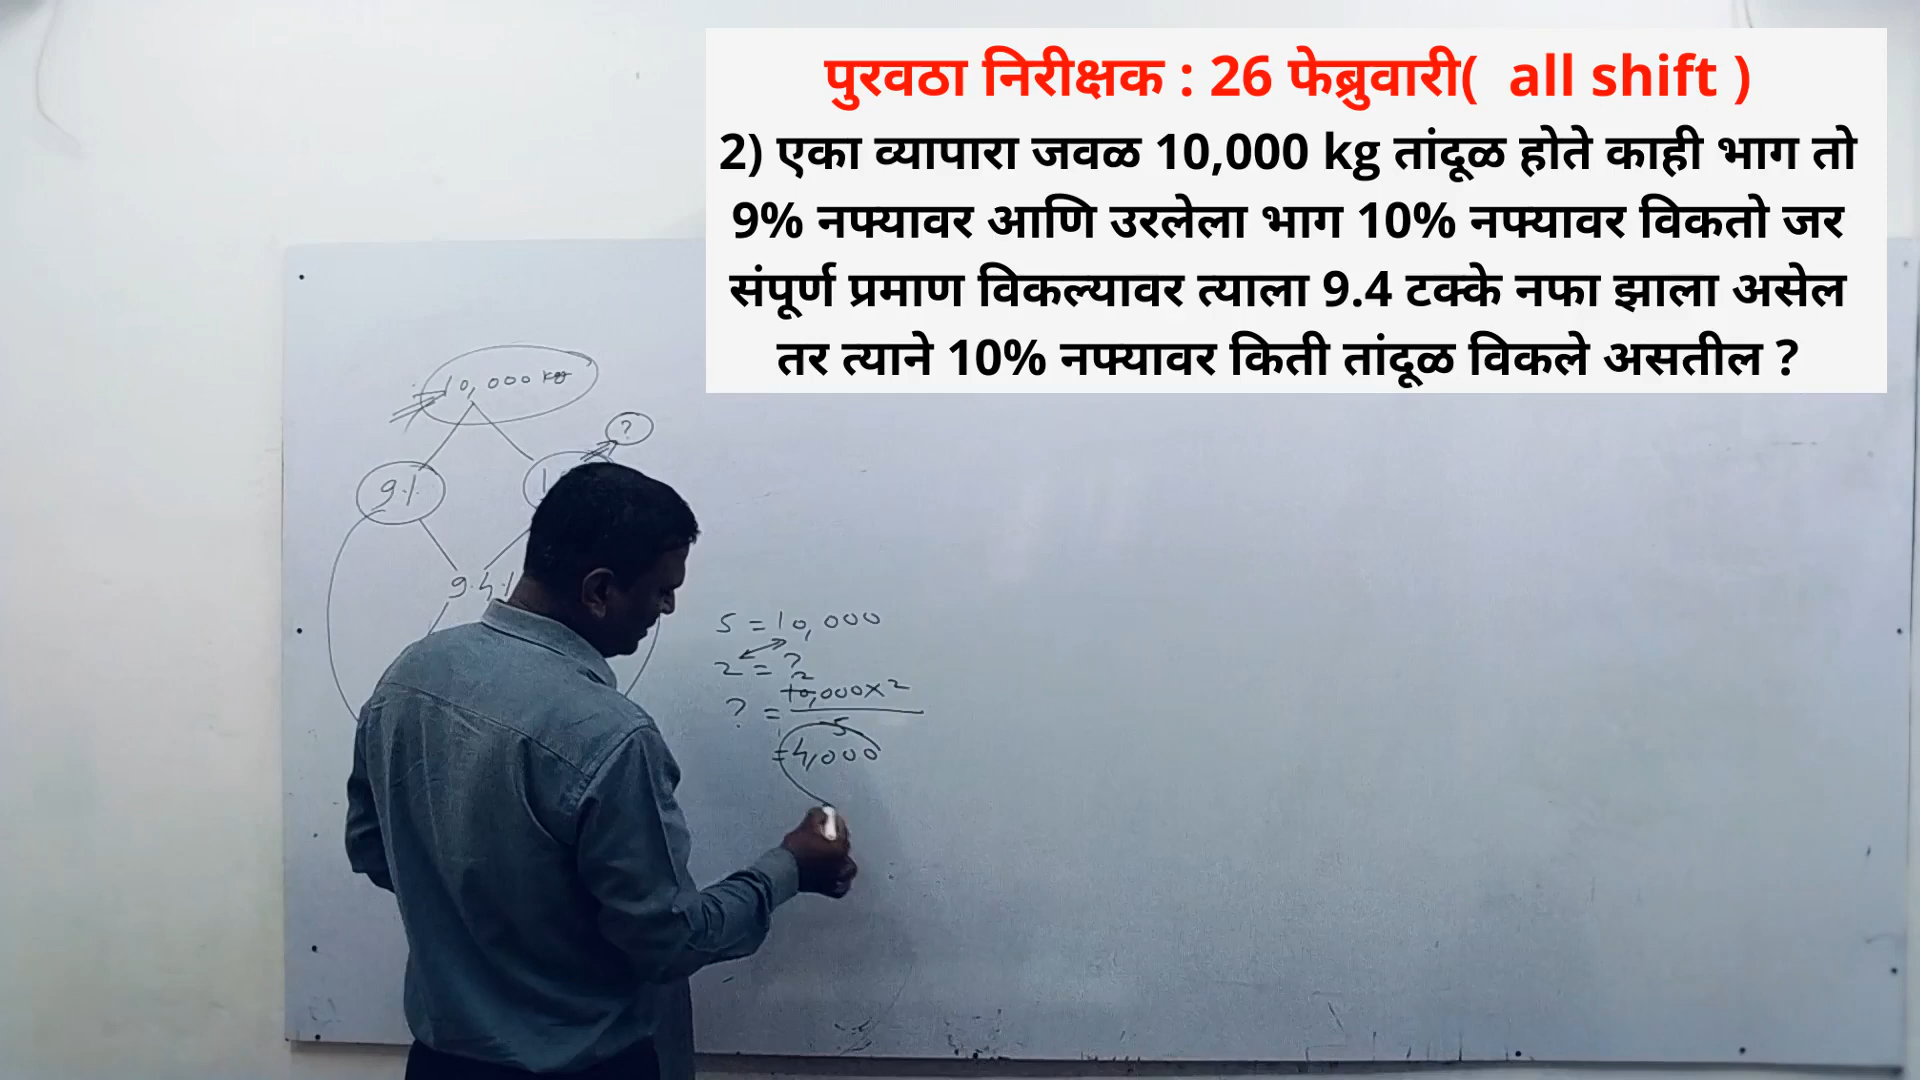 पुरवठा निरीक्षक : 26 फेब्रुवारी( all shift )
2) एका व्यापारा जवळ 10,000 kg तांदूळ होते काही भाग तो
9% नफ्यावर आणि उरलेला भाग 10% नफ्यावर विकतो जर
संपूर्ण प्रमाण विकल्यावर त्याला 9.4 टक्के नफा झाला असेल
तर त्याने 10% नफ्यावर किती तांदूळ विकले असतील ?
10,000 kg
?
9%
9.4%
5 = 10,000
2 = ?
2
? = 10,000x2
5
=4,000